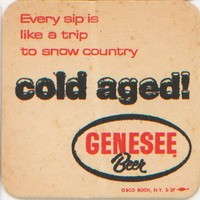 Every sip is
like a trip
to snow country
cold aged!
GENESEE
Beer